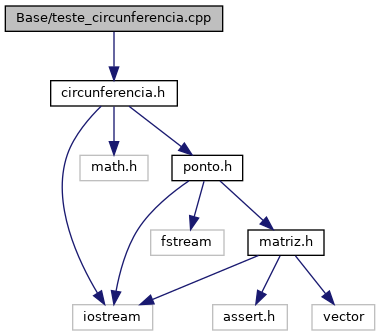 Base/teste_circunferencia.cpp
circunferencia.h
math.h
ponto.h
fstream
matriz.h
iostream
assert.h
vector